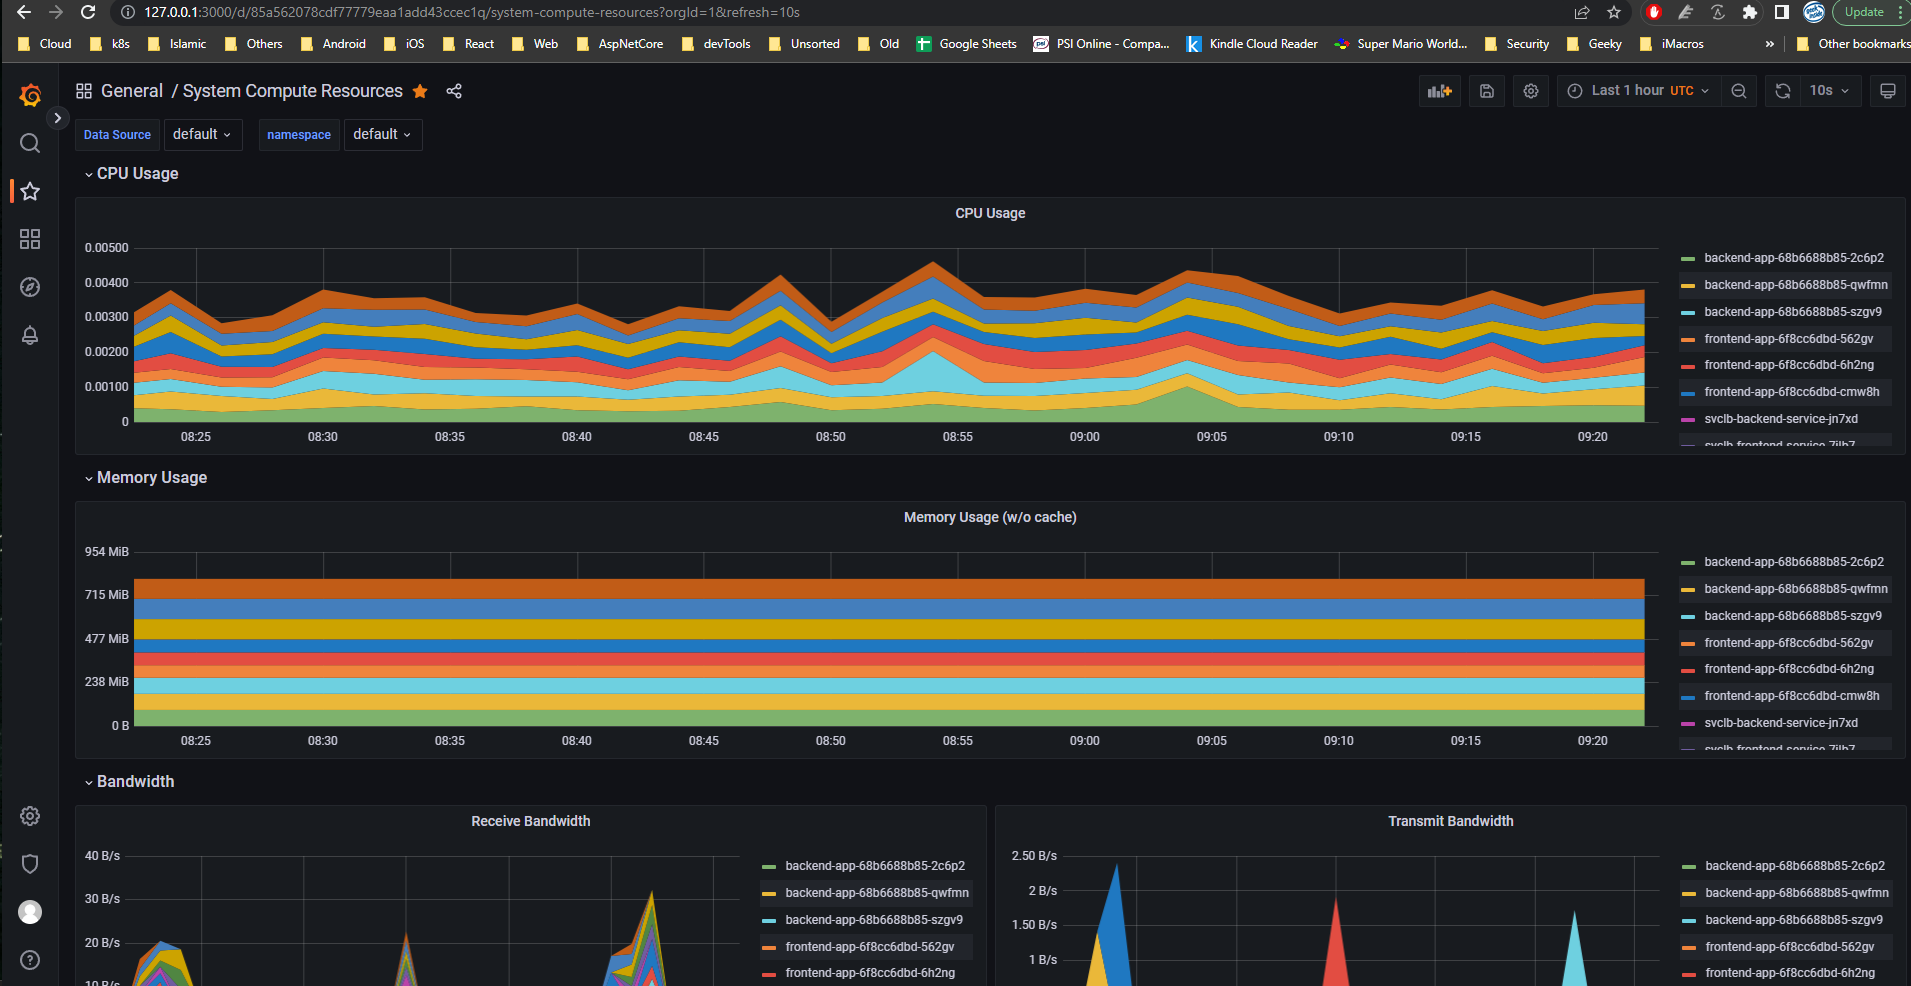 127.0.0.1:3000/d/85a562078cdf77779eaa1add43ccec1q/system-compute-resources?orgId=1&refresh=10s
Update
Cloud k8s Islamic Others Android iOS React Web AspNetCore devTools Unsorted Old Google Sheets PSI Online - Compa... Kindle Cloud Reader Super Mario World... Security Geeky iMacros » Other bookmarks
General / System Compute Resources
Last 1 hour UTC
10s
Data Source default namespace default
CPU Usage
CPU Usage
0.00500
0.00400
0.00300
0.00200
0.00100
0
08:25 08:30 08:35 08:40 08:45 08:50 08:55 09:00 09:05 09:10 09:15 09:20
backend-app-68b6688b85-2c6p2
backend-app-68b6688b85-qwfmn
backend-app-68b6688b85-szgv9
frontend-app-6f8cc6dbd-562gv
frontend-app-6f8cc6dbd-6h2ng
frontend-app-6f8cc6dbd-cmw8h
svclb-backend-service-jn7xd
Memory Usage
Memory Usage (w/o cache)
954 MiB
715 MiB
477 MiB
238 MiB
0 B
08:25 08:30 08:35 08:40 08:45 08:50 08:55 09:00 09:05 09:10 09:15 09:20
backend-app-68b6688b85-2c6p2
backend-app-68b6688b85-qwfmn
backend-app-68b6688b85-szgv9
frontend-app-6f8cc6dbd-562gv
frontend-app-6f8cc6dbd-6h2ng
frontend-app-6f8cc6dbd-cmw8h
svclb-backend-service-jn7xd
Bandwidth
Receive Bandwidth
40 B/s
30 B/s
20 B/s
10 B/s
backend-app-68b6688b85-2c6p2
backend-app-68b6688b85-qwfmn
backend-app-68b6688b85-szgv9
frontend-app-6f8cc6dbd-562gv
frontend-app-6f8cc6dbd-6h2ng
Transmit Bandwidth
2.50 B/s
2 B/s
1.50 B/s
1 B/s
backend-app-68b6688b85-2c6p2
backend-app-68b6688b85-qwfmn
backend-app-68b6688b85-szgv9
frontend-app-6f8cc6dbd-562gv
frontend-app-6f8cc6dbd-6h2ng